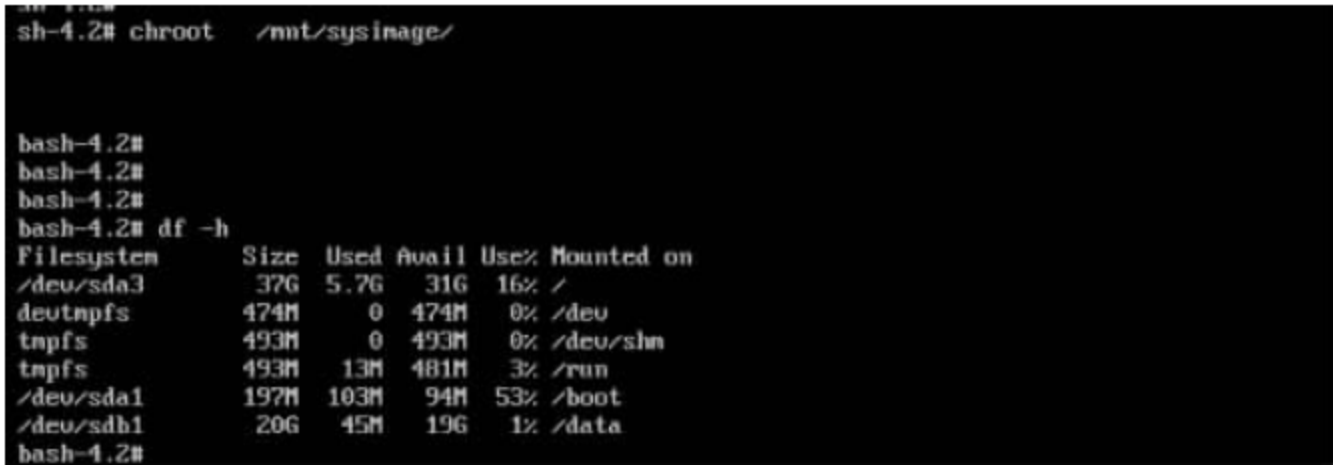 sh-4.2#
sh-4.2# chroot   /mnt/sysimage/
bash-4.2#
bash-4.2#
bash-4.2#
bash-4.2# df -h
Filesystem      Size  Used Avail Use% Mounted on
/dev/sda3        37G  5.7G   31G  16% /
devtmpfs        474M     0  474M   0% /dev
tmpfs           493M     0  493M   0% /dev/shm
tmpfs           493M   13M  481M   3% /run
/dev/sda1       197M  103M   94M  53% /boot
/dev/sdb1        20G   45M   19G   1% /data
bash-4.2#